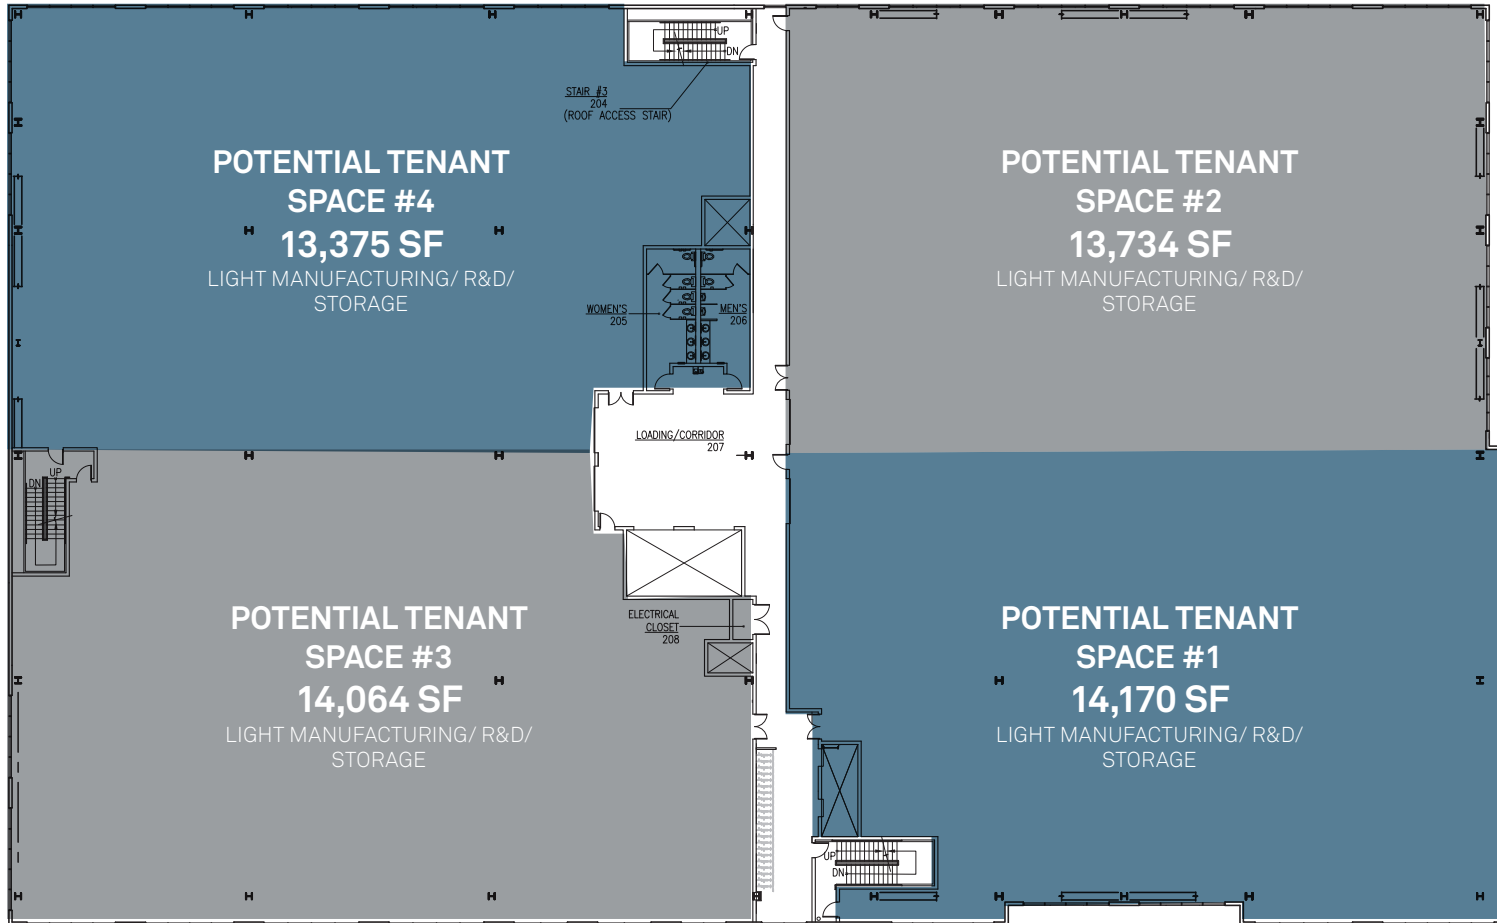 UP
DN
STAIR #3
204
(ROOF ACCESS STAIR)
POTENTIAL TENANT
SPACE #4
13,375 SF
LIGHT MANUFACTURING/ R&D/
STORAGE
POTENTIAL TENANT
SPACE #2
13,734 SF
LIGHT MANUFACTURING/ R&D/
STORAGE
WOMEN'S
205
MEN'S
206
LOADING/CORRIDOR
207
UP
DN
POTENTIAL TENANT
SPACE #3
14,064 SF
LIGHT MANUFACTURING/ R&D/
STORAGE
ELECTRICAL
CLOSET
208
POTENTIAL TENANT
SPACE #1
14,170 SF
LIGHT MANUFACTURING/ R&D/
STORAGE
UP
DN